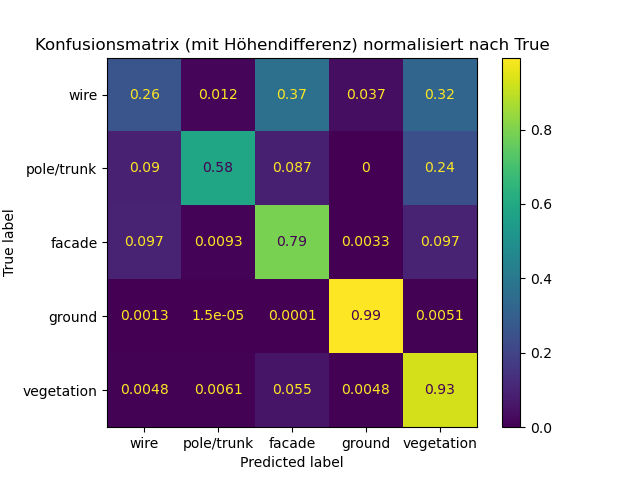 Konfusionsmatrix (mit Höhendifferenz) normalisiert nach True
wire 0.26 0.012 0.37 0.037 0.32
pole/trunk 0.09 0.58 0.087 0 0.24
facade 0.097 0.0093 0.79 0.0033 0.097
ground 0.0013 1.5e-05 0.0001 0.99 0.0051
vegetation 0.0048 0.0061 0.055 0.0048 0.93
wire pole/trunk facade ground vegetation
Predicted label
True label
0.8
0.6
0.4
0.2
0.0